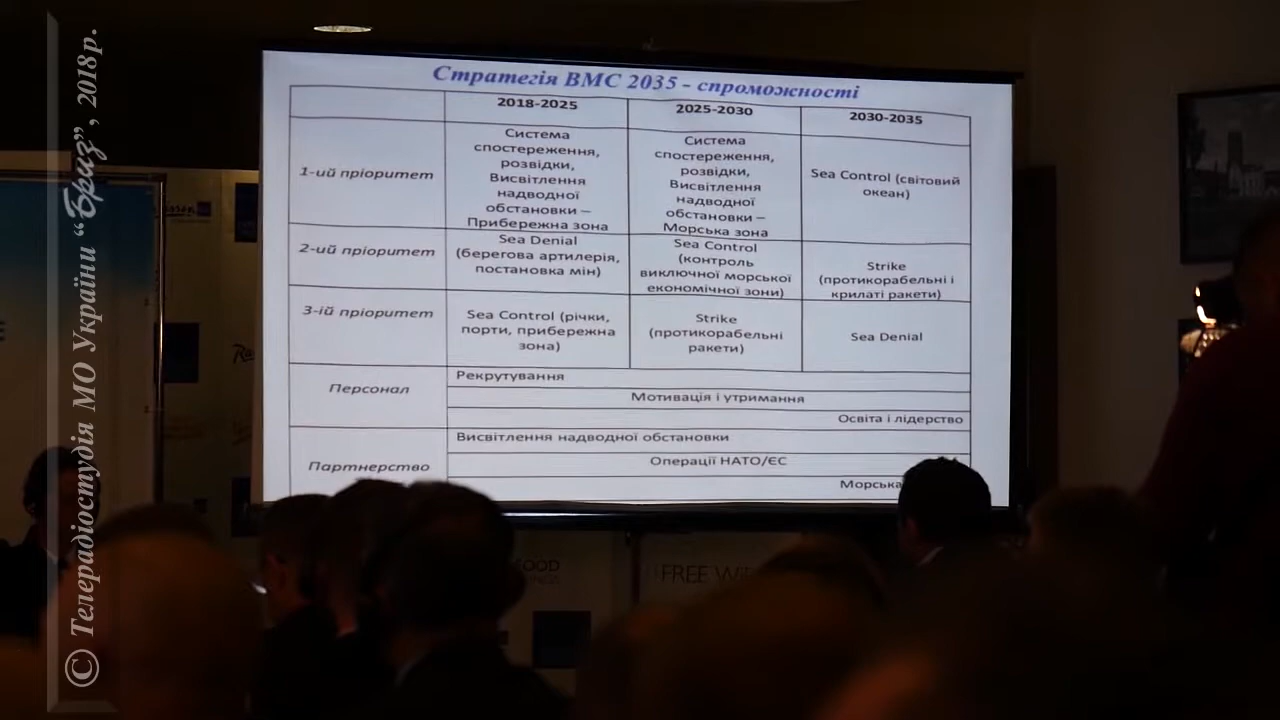 © Телерадіостудія МО України “Бриз”, 2018р.
Стратегія ВМС 2035 - спроможності
2018-2025
2025-2030
2030-2035
1-ий пріоритет
Система
спостереження,
розвідки,
Висвітлення
надводної
обстановки –
Прибережна зона
Система
спостереження,
розвідки,
Висвітлення
надводної
обстановки –
Морська зона
Sea Control (світовий
океан)
2-ий пріоритет
Sea Denial
(берегова артилерія,
постановка мін)
Sea Control
(контроль
виключної морської
економічної зони)
Strike
(протикорабельні і
крилаті ракети)
3-ій пріоритет
Sea Control (річки,
порти, прибережна
зона)
Strike
(протикорабельні
ракети)
Sea Denial
Персонал
Рекрутування
Мотивація і утримання
Освіта і лідерство
Партнерство
Висвітлення надводної обстановки
Операції НАТО/ЄС
Морська
FREE